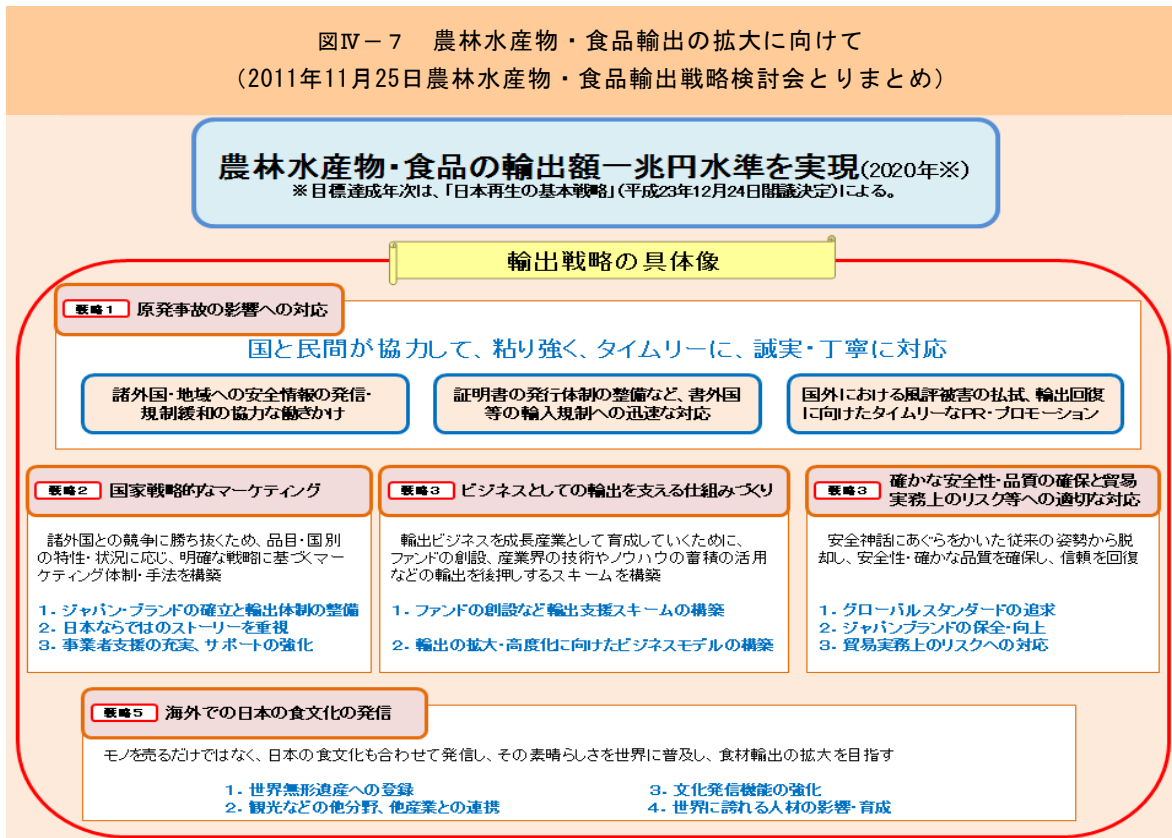 図Ⅳ－７　農林水産物・食品輸出の拡大に向けて
（2011年11月25日農林水産物・食品輸出戦略検討会とりまとめ）
農林水産物・食品の輸出額一兆円水準を実現(2020年※)
※目標達成年次は、「日本再生の基本戦略」（平成23年12月24日閣議決定）による。
輸出戦略の具体像
戦略1 原発事故の影響への対応
国と民間が協力して、粘り強く、タイムリーに、誠実・丁寧に対応
諸外国・地域への安全情報の発信・
規制緩和の協力な働きかけ
証明書の発行体制の整備など、書外国
等の輸入規制への迅速な対応
国外における風評被害の払拭、輸出回復
に向けたタイムリーなPR・プロモーション
戦略2 国家戦略的なマーケティング
諸外国との競争に勝ち抜くため、品目・国別
の特性・状況に応じ、明確な戦略に基づくマー
ケティング体制・手法を構築
1. ジャパン・ブランドの確立と輸出体制の整備
2. 日本ならではのストーリーを重視
3. 事業者支援の充実、サポートの強化
戦略3 ビジネスとしての輸出を支える仕組みづくり
輸出ビジネスを成長産業として育成していくために、
ファンドの創設、産業界の技術やノウハウの蓄積の活用
などの輸出を後押しするスキームを構築
1. ファンドの創設など輸出支援スキームの構築
2. 輸出の拡大・高度化に向けたビジネスモデルの構築
戦略3 確かな安全性・品質の確保と貿易
実務上のリスク等への適切な対応
安全神話にあぐらをかいた従来の姿勢から脱
却し、安全性・確かな品質を確保し、信頼を回復
1. グローバルスタンダードの追求
2. ジャパンブランドの保全・向上
3. 貿易実務上のリスクへの対応
戦略5 海外での日本の食文化の発信
モノを売るだけではなく、日本の食文化も合わせて発信し、その素晴らしさを世界に普及し、食材輸出の拡大を目指す
1. 世界無形遺産への登録
2. 観光などの他分野、他産業との連携
3. 文化発信機能の強化
4. 世界に誇れる人材の影響・育成